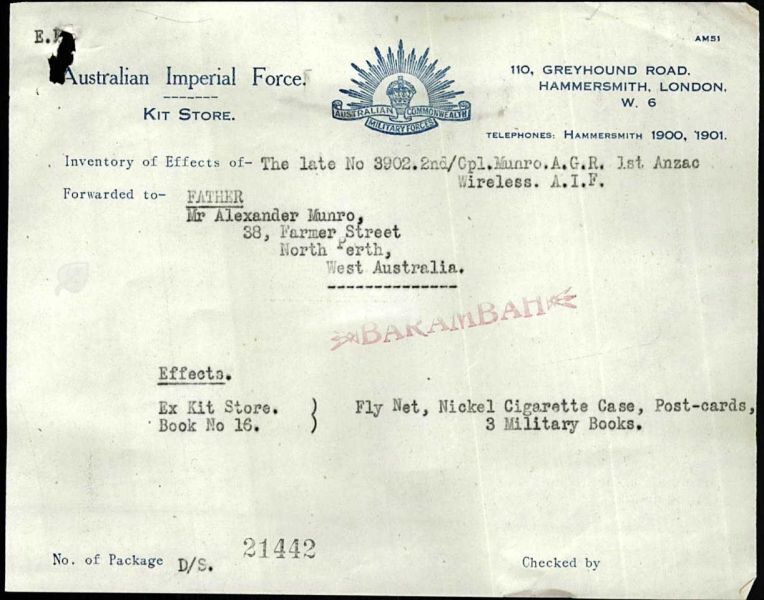 AM51
Australian Imperial Force.
KIT STORE.
AUSTRALIAN COMMONWEALTH
MILITARY FORCES
110, GREYHOUND ROAD.
HAMMERSMITH, LONDON,
W. 6
TELEPHONES: HAMMERSMITH 1900, 1901.
Inventory of Effects of- The late No 3902.2nd/Cpl.Munro.A.G.R. 1st Anzac
Wireless. A.I.F.
Forwarded to- FATHER
Mr Alexander Munro,
38, Farmer Street
North Perth,
West Australia.
BARAMBAH
Effects.
Ex Kit Store. ) Fly Net, Nickel Cigarette Case, Post-cards,
Book No 16. ) 3 Military Books.
No. of Package D/S. 21442
Checked by